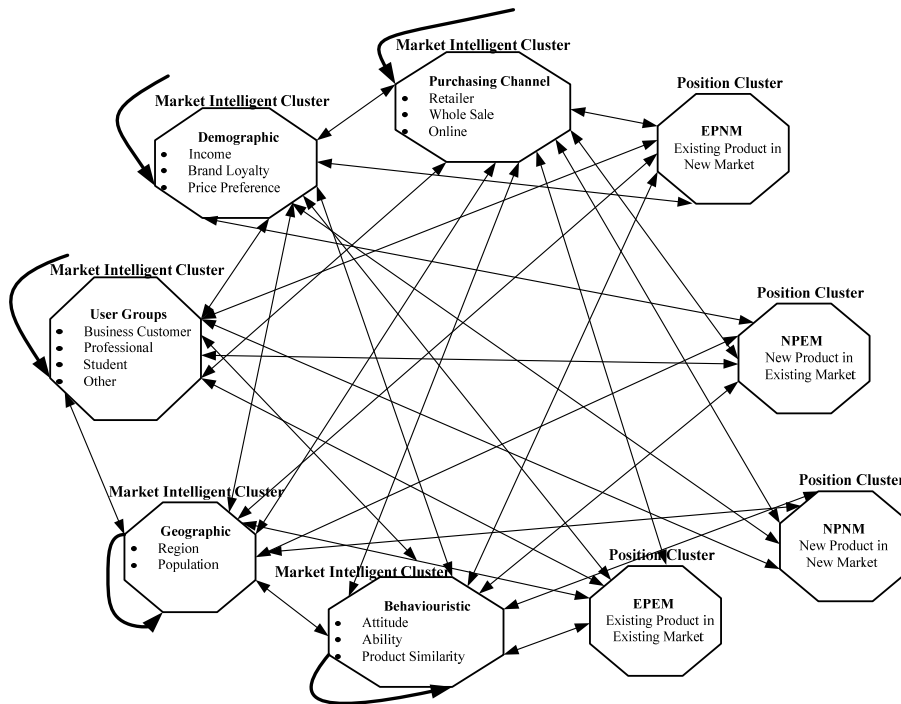 Market Intelligent Cluster
Purchasing Channel
• Retailer
• Whole Sale
• Online
Position Cluster
EPNM
Existing Product in
New Market
Market Intelligent Cluster
Demographic
• Income
• Brand Loyalty
• Price Preference
Market Intelligent Cluster
User Groups
• Business Customer
• Professional
• Student
• Other
Position Cluster
NPEM
New Product in
Existing Market
Market Intelligent Cluster
Geographic
• Region
• Population
Position Cluster
NPNM
New Product in
New Market
Market Intelligent Cluster
Behaviouristic
• Attitude
• Ability
• Product Similarity
Position Cluster
EPEM
Existing Product in
Existing Market